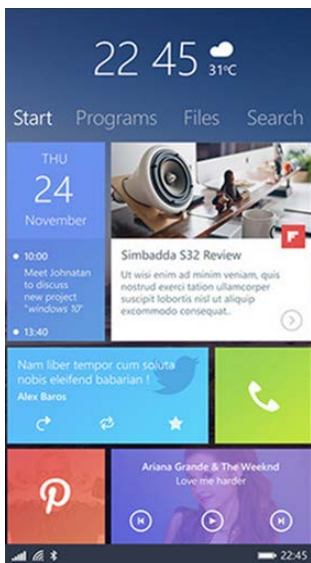 22 45 31°C
Start Programs Files Search
THU
24
November
10:00
Meet Johnatan
to discuss
new project
"windows 10"
13:40
Simbadda S32 Review
Ut wisi enim ad minim veniam, quis
nostrud exerci tation ullamcorper
suscipit lobortis nisl ut aliquip
excommodo consequat..
Nam liber tempor cum soluta
nobis eleifend babarian !
Alex Baros
Ariana Grande & The Weeknd
Love me harder
22:45